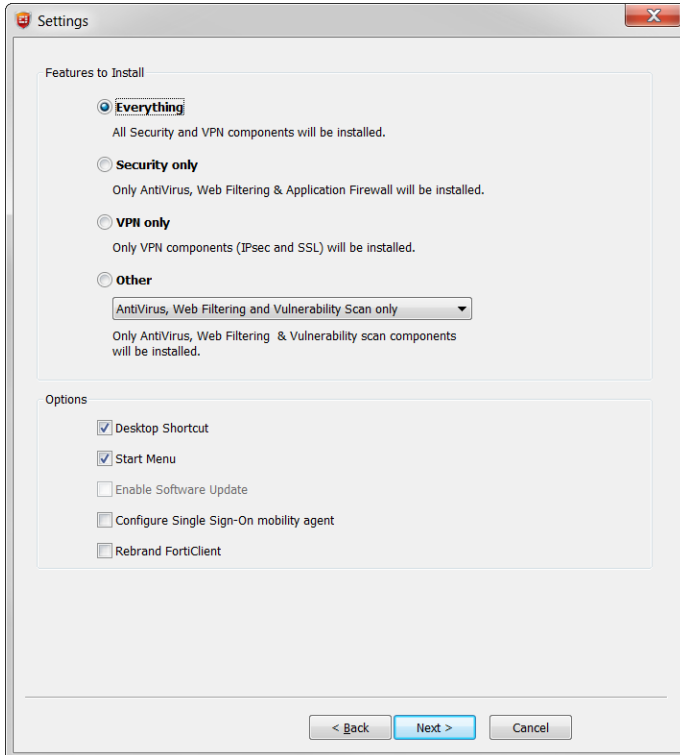 Settings
Features to Install
Everything
All Security and VPN components will be installed.
Security only
Only AntiVirus, Web Filtering & Application Firewall will be installed.
VPN only
Only VPN components (IPsec and SSL) will be installed.
Other
AntiVirus, Web Filtering and Vulnerability Scan only
Only AntiVirus, Web Filtering & Vulnerability scan components
will be installed.
Options
Desktop Shortcut
Start Menu
Enable Software Update
Configure Single Sign-On mobility agent
Rebrand FortiClient
< Back Next > Cancel